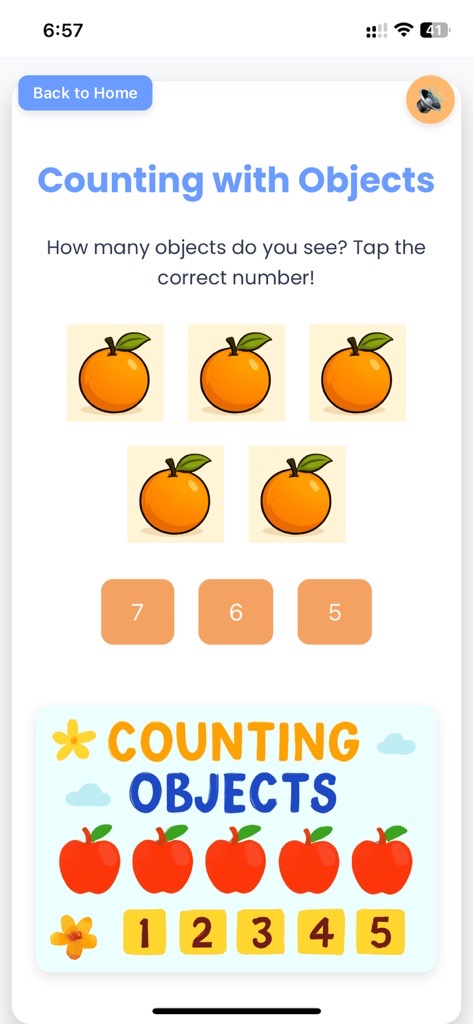 6:57
41
Back to Home
Counting with Objects
How many objects do you see? Tap the
correct number!
7 6 5
COUNTING
OBJECTS
1 2 3 4 5